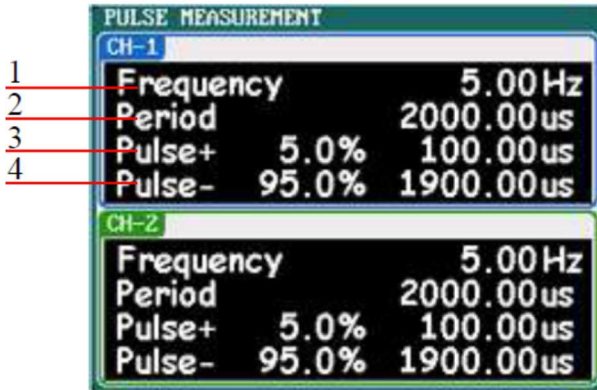 PULSE MEASUREMENT
CH-1
1 Frequency 5.00Hz
2 Period 2000.00us
3 Pulse+ 5.0% 100.00us
4 Pulse- 95.0% 1900.00us
CH-2
Frequency 5.00Hz
Period 2000.00us
Pulse+ 5.0% 100.00us
Pulse- 95.0% 1900.00us